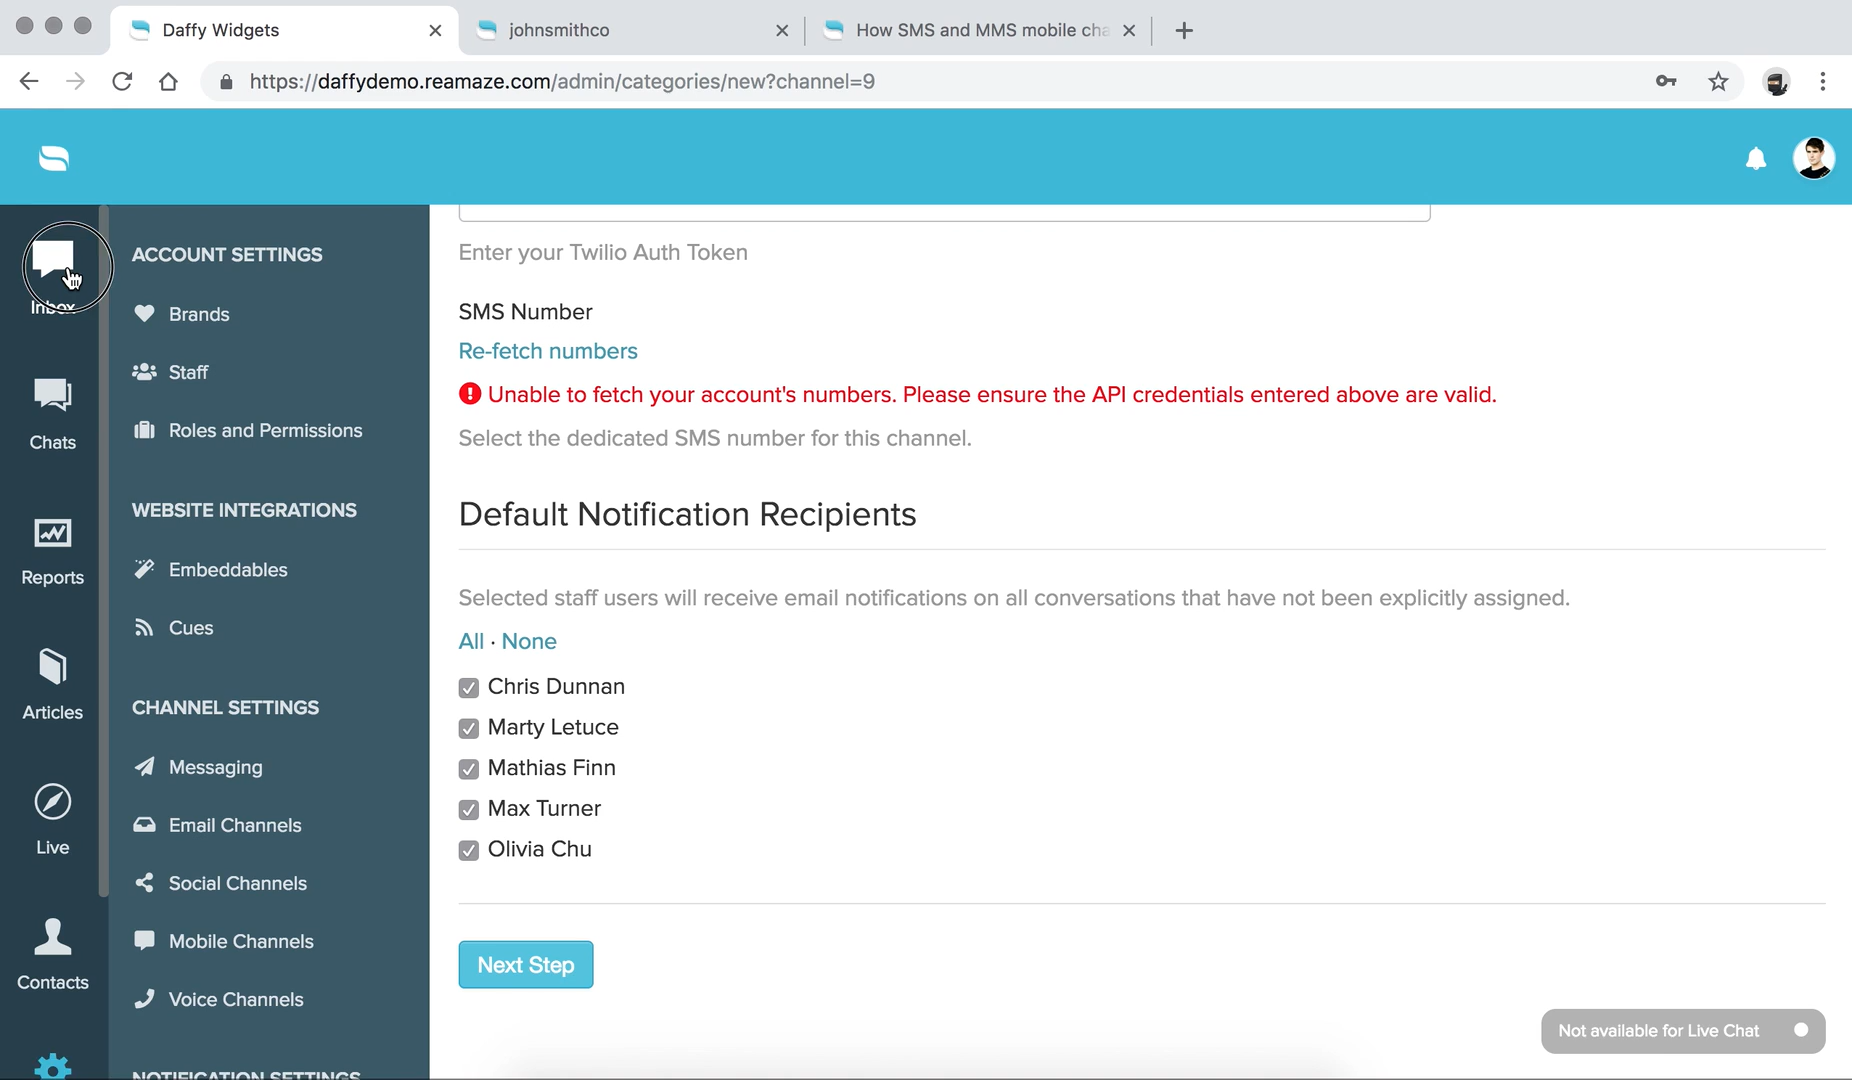 Daffy Widgets
johnsmithco
How SMS and MMS mobile cha
https://daffydemo.reamaze.com/admin/categories/new?channel=9
Inbox
Chats
Reports
Articles
Live
Contacts
ACCOUNT SETTINGS
Brands
Staff
Roles and Permissions
WEBSITE INTEGRATIONS
Embeddables
Cues
CHANNEL SETTINGS
Messaging
Email Channels
Social Channels
Mobile Channels
Voice Channels
NOTIFICATION SETTINGS
Enter your Twilio Auth Token
SMS Number
Re-fetch numbers
Unable to fetch your account's numbers. Please ensure the API credentials entered above are valid.
Select the dedicated SMS number for this channel.
Default Notification Recipients
Selected staff users will receive email notifications on all conversations that have not been explicitly assigned.
All · None
Chris Dunnan
Marty Letuce
Mathias Finn
Max Turner
Olivia Chu
Next Step
Not available for Live Chat